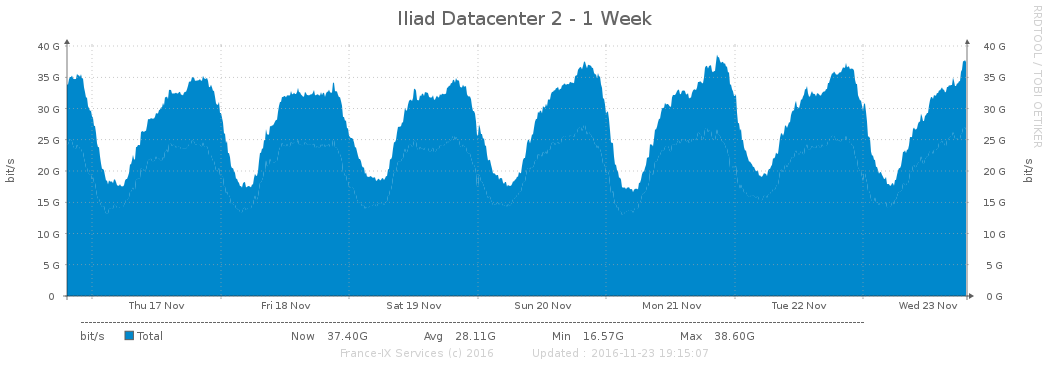 Iliad Datacenter 2 - 1 Week
RRDTOOL / TOBI OETIKER
40 G 40 G
35 G 35 G
30 G 30 G
25 G 25 G
20 G 20 G
15 G 15 G
10 G 10 G
5 G 5 G
0 0 G
bit/s bit/s
Thu 17 Nov Fri 18 Nov Sat 19 Nov Sun 20 Nov Mon 21 Nov Tue 22 Nov Wed 23 Nov
bit/s Total Now 37.40G Avg 28.11G Min 16.57G Max 38.60G
France-IX Services (c) 2016 Updated : 2016-11-23 19:15:07